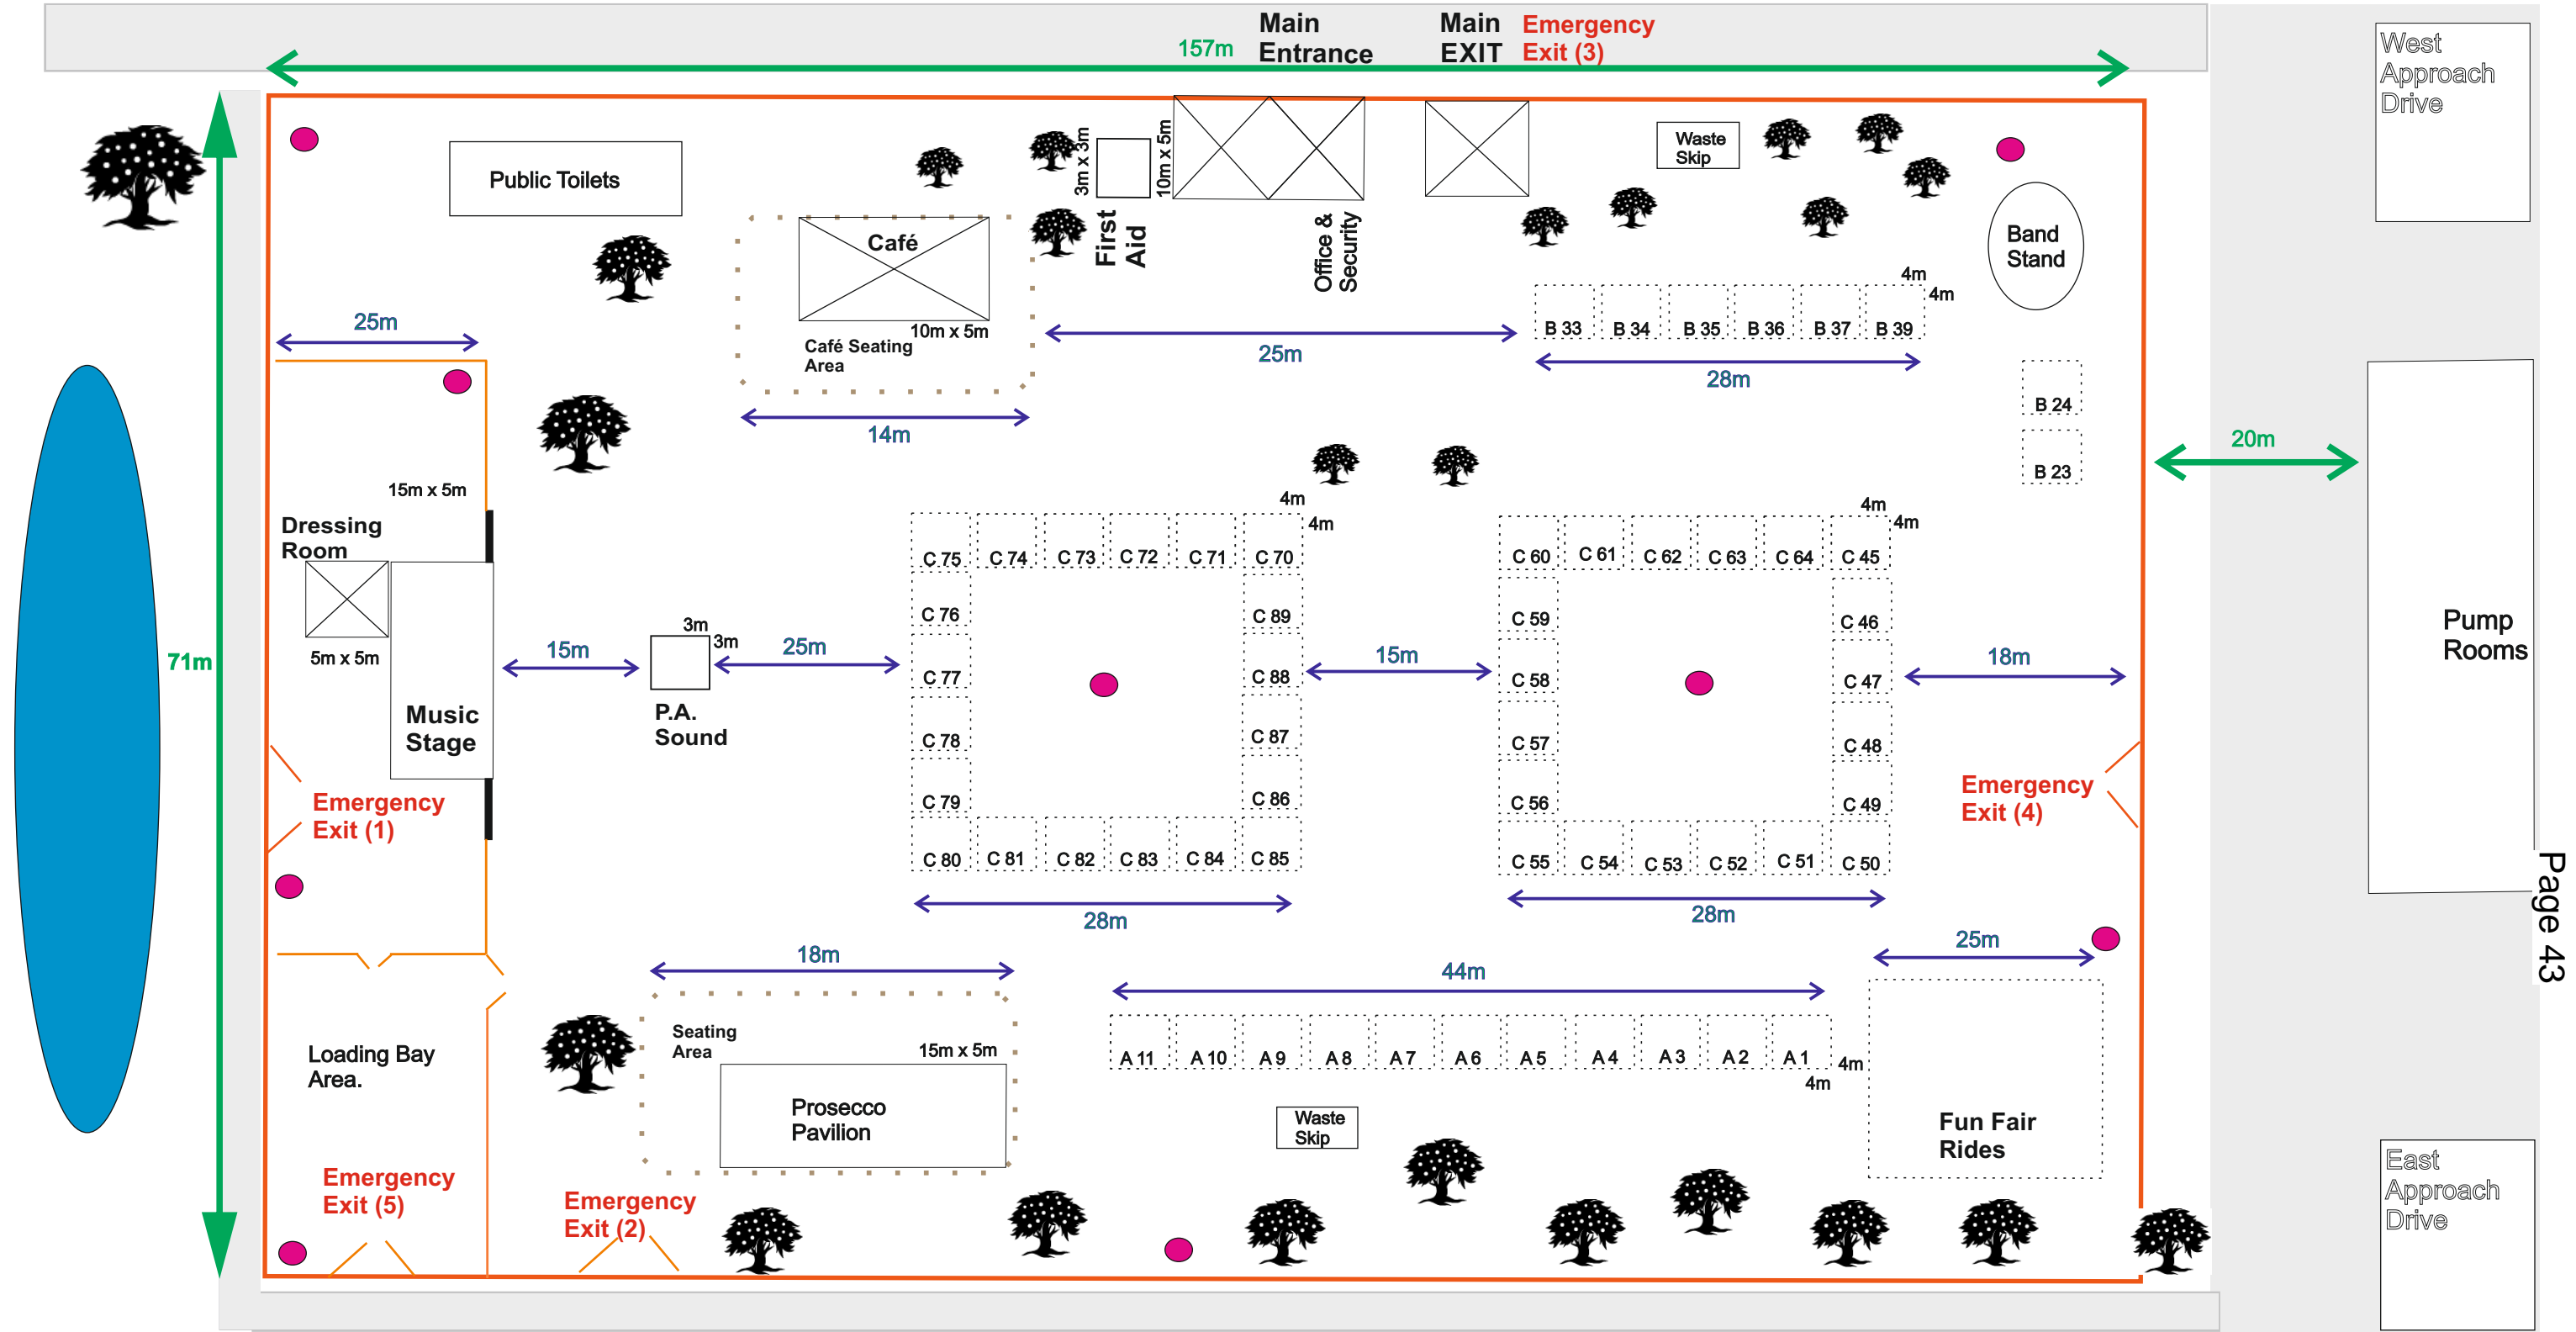 Main
Entrance
Main
EXIT
Emergency
Exit (3)
157m
West
Approach
Drive
Public Toilets
3m x 3m
First
Aid
10m x 5m
Office &
Security
Waste
Skip
Band
Stand
Café
10m x 5m
Café Seating
Area
14m
25m
25m
4m
4m
B 33
B 34
B 35
B 36
B 37
B 39
28m
B 24
B 23
20m
15m x 5m
Dressing
Room
5m x 5m
Music
Stage
71m
15m
3m
3m
P.A.
Sound
25m
4m
4m
C 75
C 74
C 73
C 72
C 71
C 70
C 76
C 89
C 77
C 88
C 78
C 87
C 79
C 86
C 80
C 81
C 82
C 83
C 84
C 85
28m
15m
4m
4m
C 60
C 61
C 62
C 63
C 64
C 45
C 59
C 46
C 58
C 47
C 57
C 48
C 56
C 49
C 55
C 54
C 53
C 52
C 51
C 50
28m
18m
Pump
Rooms
Emergency
Exit (1)
Emergency
Exit (4)
Page 43
18m
Seating
Area
15m x 5m
Prosecco
Pavilion
44m
A 11
A 10
A 9
A 8
A 7
A 6
A 5
A 4
A 3
A 2
A 1
4m
4m
25m
Fun Fair
Rides
Waste
Skip
Loading Bay
Area.
Emergency
Exit (5)
Emergency
Exit (2)
East
Approach
Drive